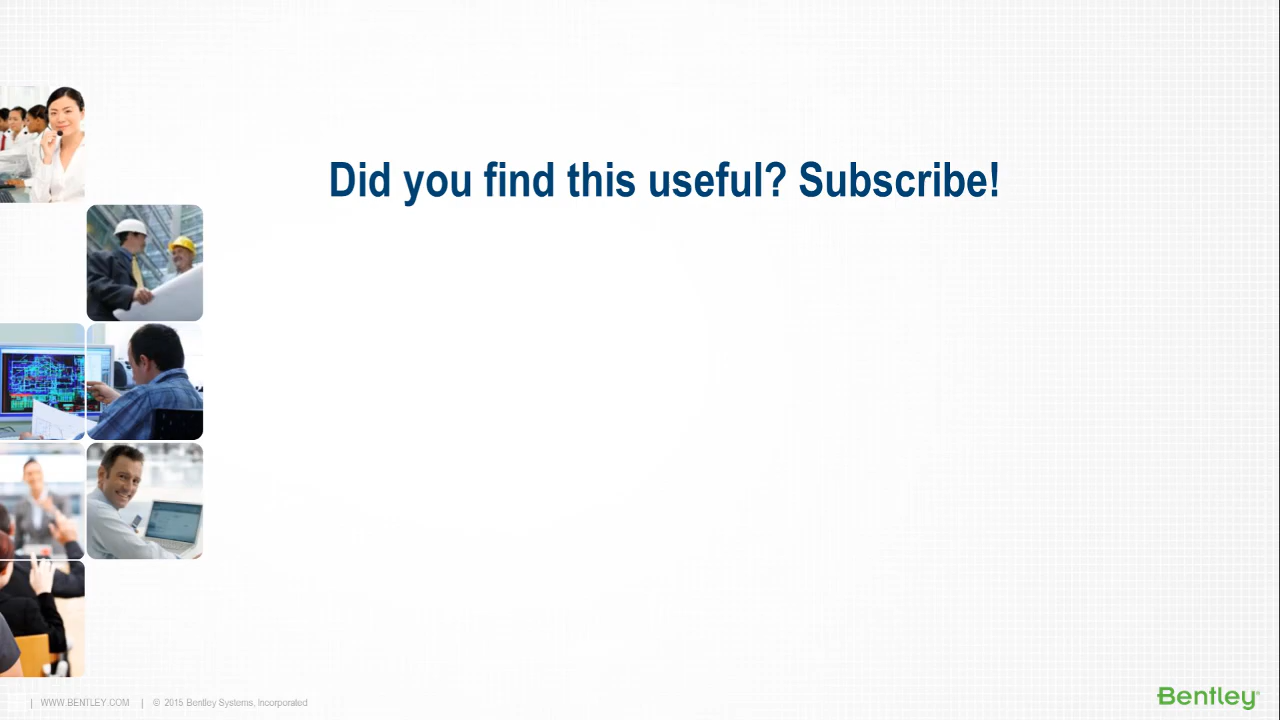 Did you find this useful? Subscribe!
| WWW.BENTLEY.COM | © 2015 Bentley Systems, Incorporated
Bentley®